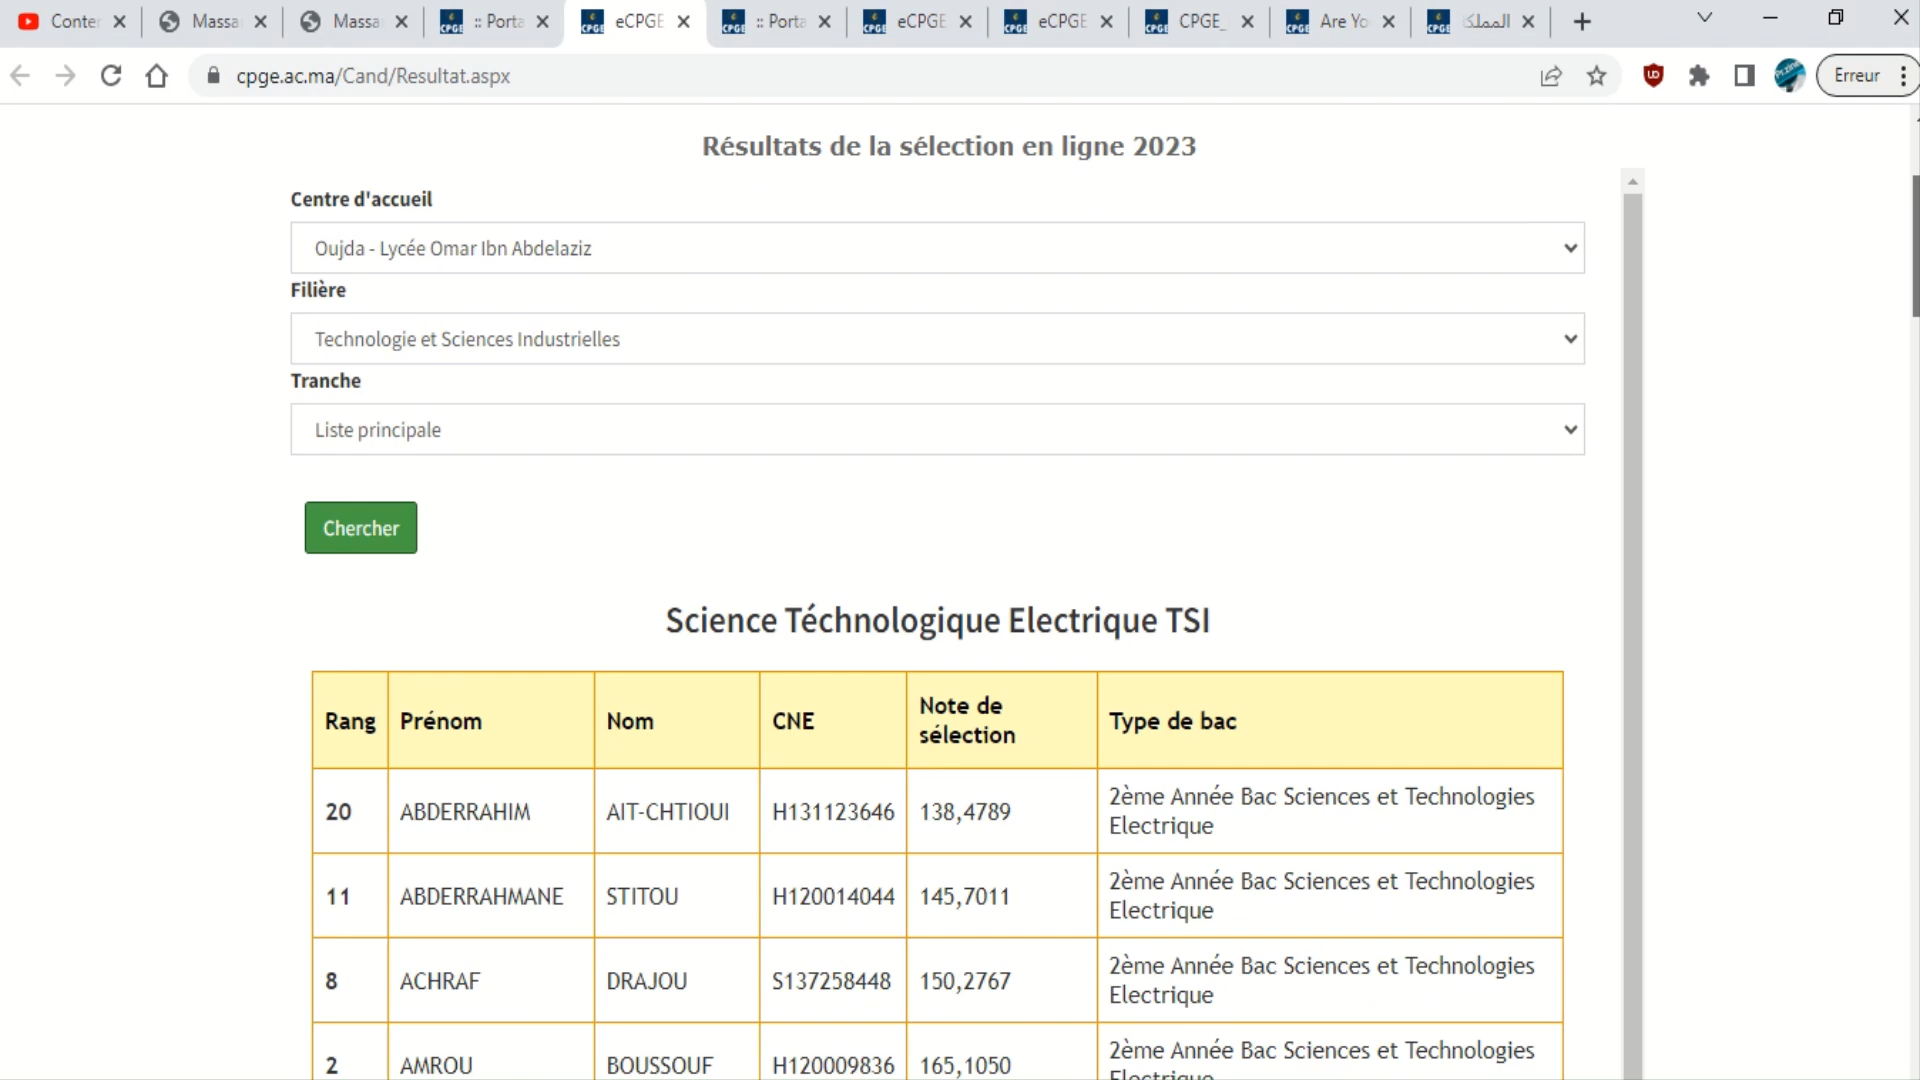 Conter
Massa
Massa
:: Porta
eCPGE
:: Porta
eCPGE
eCPGE
CPGE_
Are Yo
المملكة
cpge.ac.ma/Cand/Resultat.aspx
Erreur
Résultats de la sélection en ligne 2023
Centre d'accueil
Oujda - Lycée Omar Ibn Abdelaziz
Filière
Technologie et Sciences Industrielles
Tranche
Liste principale
Chercher
Science Téchnologique Electrique TSI
Rang Prénom Nom CNE Note de sélection Type de bac
20 ABDERRAHIM AIT-CHTIOUI H131123646 138,4789 2ème Année Bac Sciences et Technologies Electrique
11 ABDERRAHMANE STITOU H120014044 145,7011 2ème Année Bac Sciences et Technologies Electrique
8 ACHRAF DRAJOU S137258448 150,2767 2ème Année Bac Sciences et Technologies Electrique
2 AMROU BOUSSOUF H120009836 165,1050 2ème Année Bac Sciences et Technologies Electrique